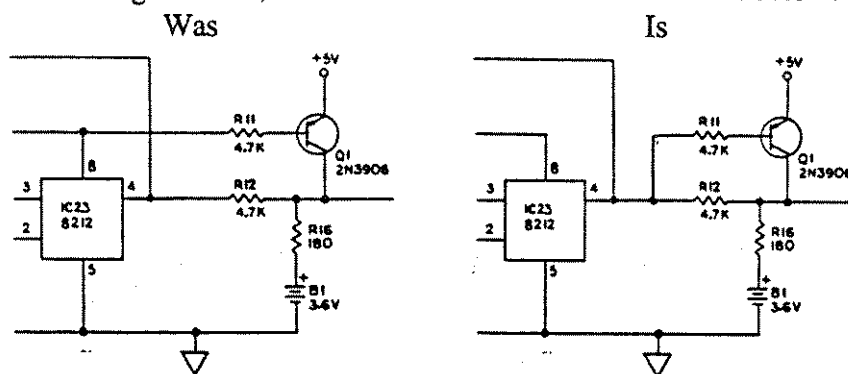 Was
Is
+5V
R11
4.7K
Q1
2N3906
8
3
IC23
8212
4
R12
4.7K
2
R16
180
5
+
B1
3.6V
+5V
R11
4.7K
Q1
2N3906
8
3
IC23
8212
4
R12
4.7K
2
R16
180
5
+
B1
3.6V